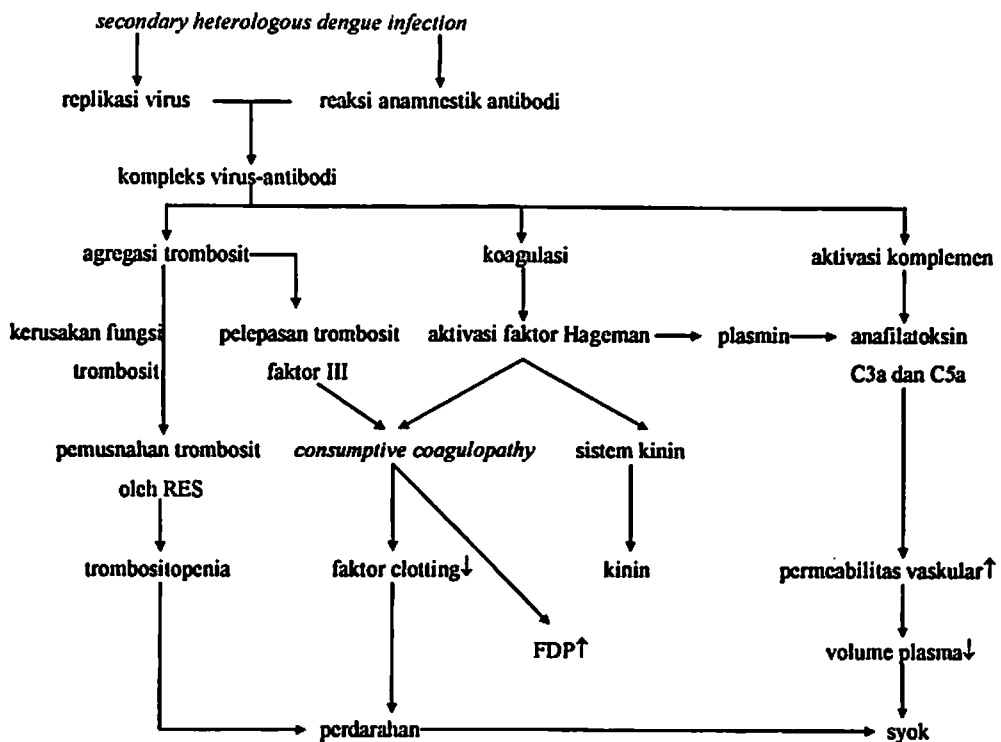 secondary heterologous dengue infection
replikasi virus
reaksi anamnestik antibodi
kompleks virus-antibodi
agregasi trombosit
koagulasi
aktivasi komplemen
kerusakan fungsi
trombosit
pelepasan trombosit
faktor III
aktivasi faktor Hageman
plasmin
anafilatoksin
C3a dan C5a
pemusnahan trombosit
oleh RES
consumptive coagulopathy
sistem kinin
trombositopenia
faktor clotting↓
kinin
permeabilitas vaskular↑
FDP↑
volume plasma↓
perdarahan
syok